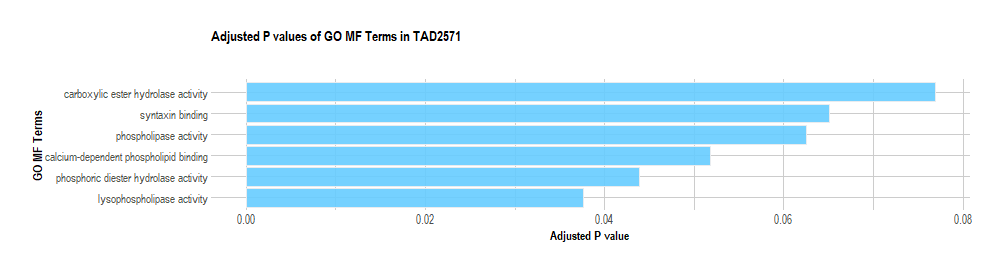 Adjusted P values of GO MF Terms in TAD2571
GO MF Terms
carboxylic ester hydrolase activity
syntaxin binding
phospholipase activity
calcium-dependent phospholipid binding
phosphoric diester hydrolase activity
lysophospholipase activity
0.00 0.02 0.04 0.06 0.08
Adjusted P value